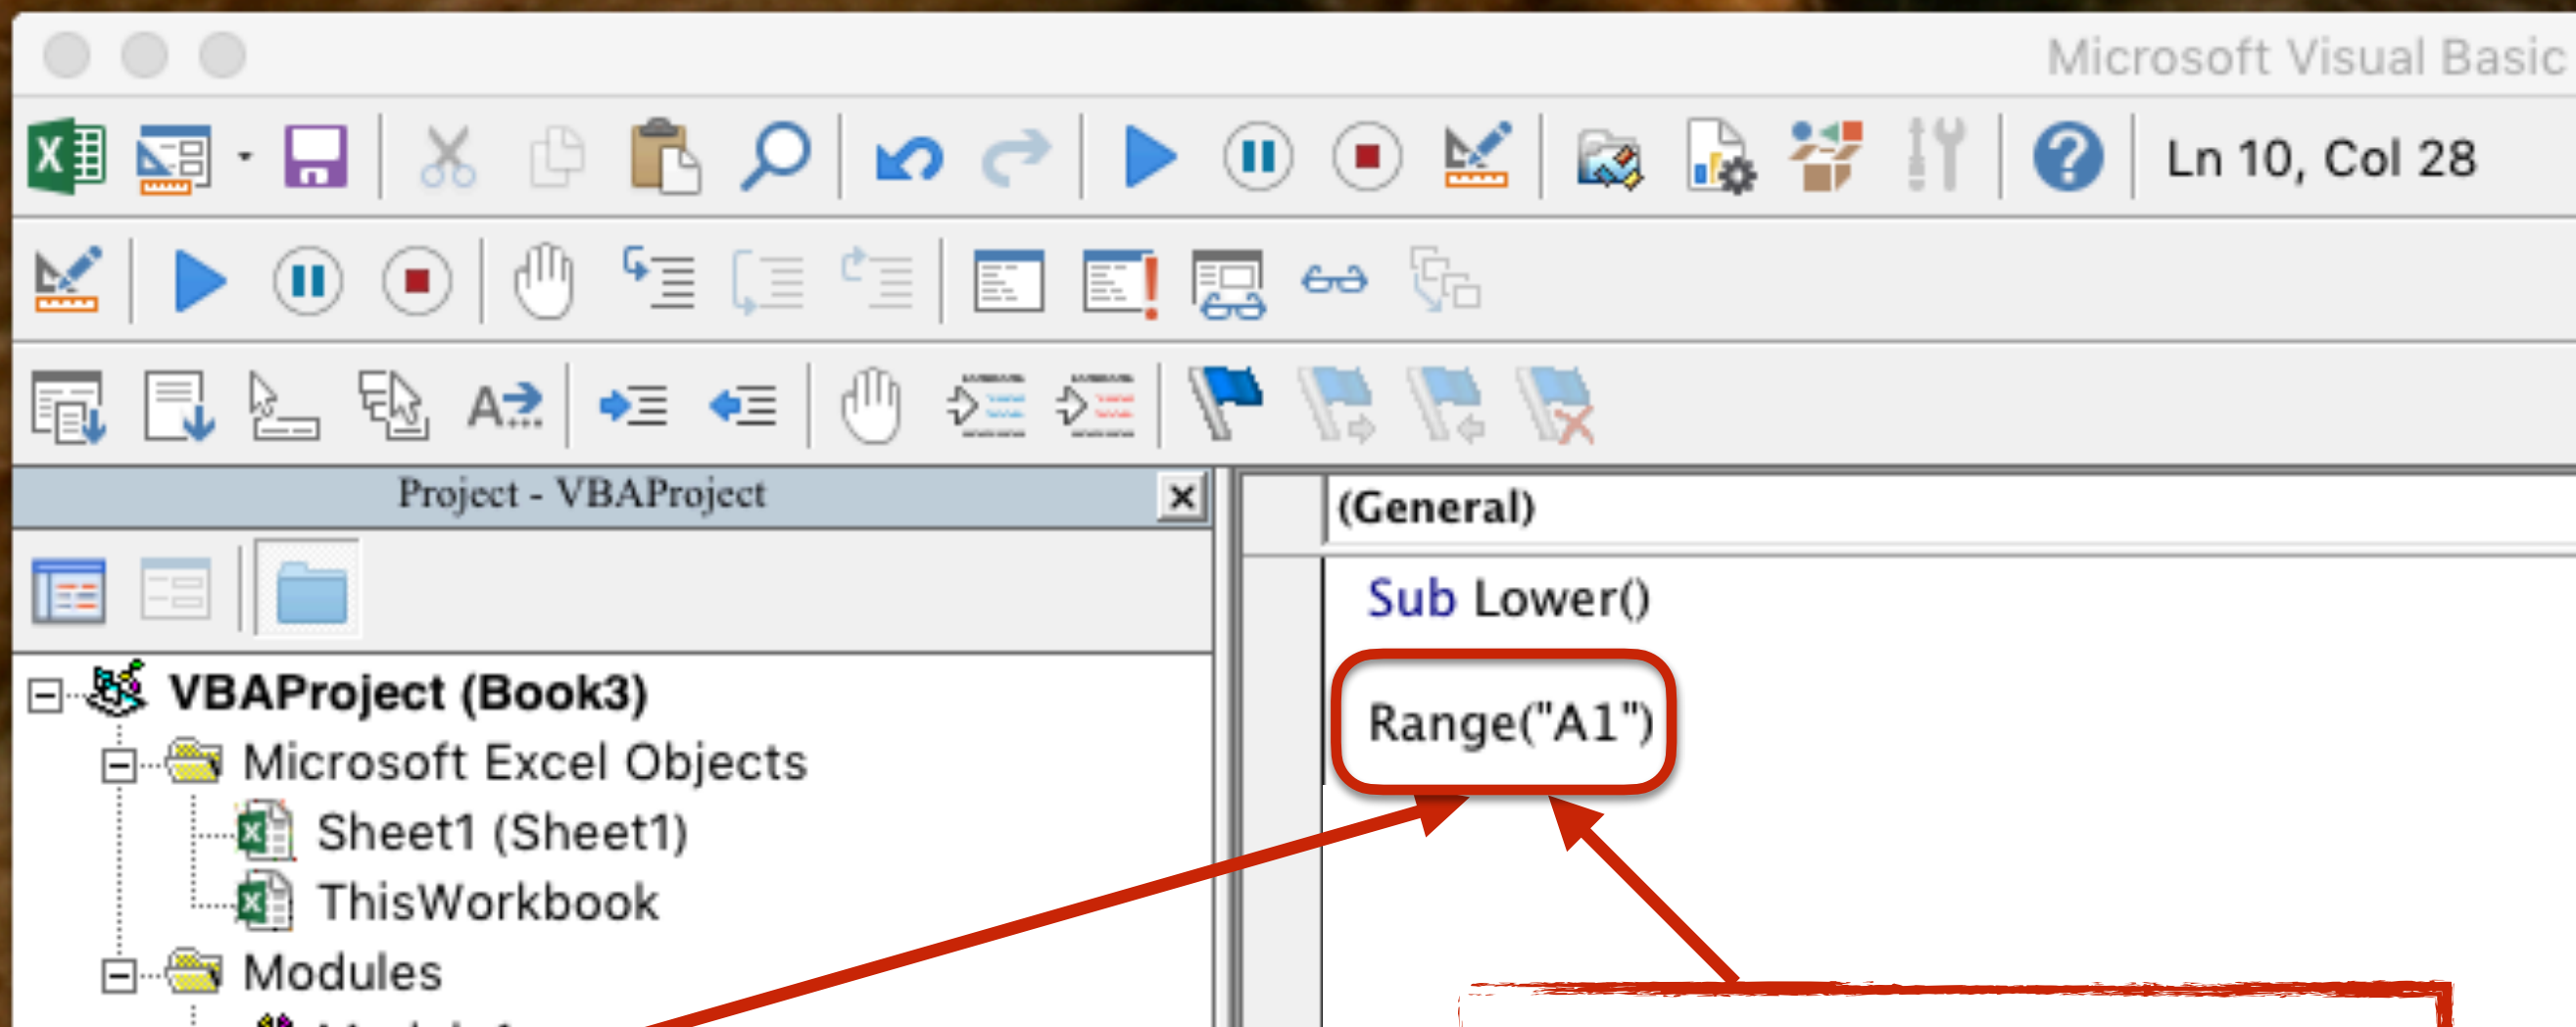 Microsoft Visual Basic
Ln 10, Col 28
Project - VBAProject
(General)
Sub Lower()
Range("A1")
VBAProject (Book3)
Microsoft Excel Objects
Sheet1 (Sheet1)
ThisWorkbook
Modules